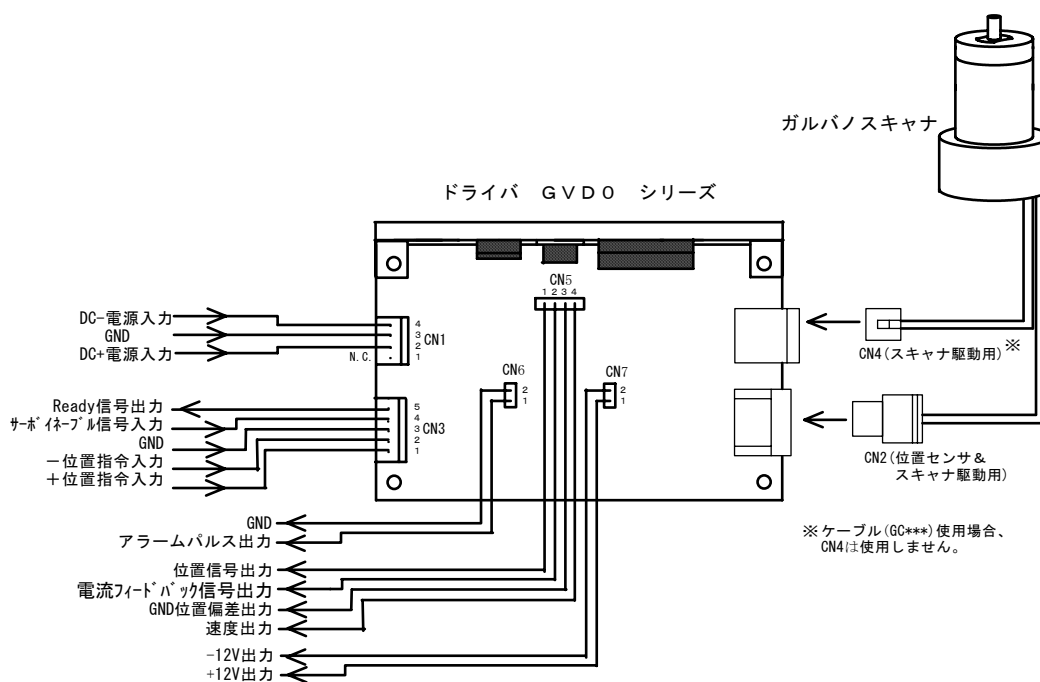 ガルバノスキャナ
ドライバ GVD0 シリーズ
CN5
1 2 3 4
DC-電源入力
GND
DC+電源入力
N.C.
4
3
2
1
CN1
CN4(スキャナ駆動用)※
CN6
2
1
CN7
2
1
Ready信号出力
サーボイネーブル信号入力
GND
－位置指令入力
＋位置指令入力
5
4
3
2
1
CN3
CN2(位置センサ＆
スキャナ駆動用)
GND
アラームパルス出力
※ケーブル(GC***)使用場合、
CN4は使用しません。
位置信号出力
電流フィードバック信号出力
GND位置偏差出力
速度出力
-12V出力
+12V出力